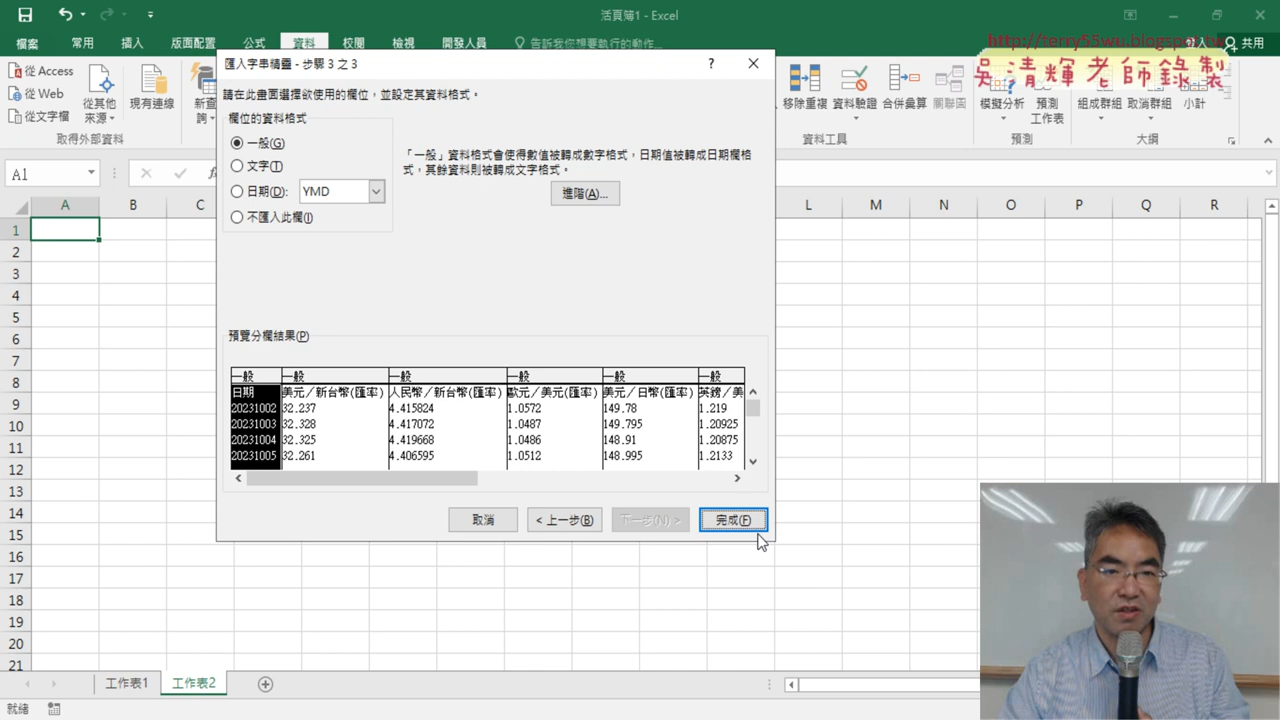 活頁簿1 - Excel
檔案 常用 插入 版面配置 公式 資料 校閱 檢視 開發人員 告訴我您想要執行的動作...
共用
http://terry55wu.blogspot.tw
吳清輝老師錄製
從 Access
從 Web
從文字檔
從其他來源
現有連線
取得外部資料
移除重複 資料驗證 合併彙算 關聯圖
資料工具
模擬分析 預測工作表
預測
組成群組 取消群組 小計
大綱
匯入字串精靈 - 步驟 3 之 3
請在此畫面選擇欲使用的欄位，並設定其資料格式。
欄位的資料格式
一般(G)
文字(T)
日期(D): YMD
不匯入此欄(I)
「一般」資料格式會使得數值被轉成數字格式，日期值被轉成日期欄格
式，其餘資料則被轉成文字格式。
進階(A)...
預覽分欄結果(P)
一般 一般 一般 一般 一般 一般
日期 美元／新台幣(匯率) 人民幣／新台幣(匯率) 歐元／美元(匯率) 美元／日幣(匯率) 英鎊／美
20231002 32.237 4.415824 1.0572 149.78 1.219
20231003 32.328 4.417072 1.0487 149.795 1.20925
20231004 32.325 4.419668 1.0486 148.91 1.20875
20231005 32.261 4.406595 1.0512 148.995 1.2133
取消 < 上一步(B) 下一步(N) > 完成(F)
A1
A B C L M N O P Q R
1
2
3
4
5
6
7
8
9
10
11
12
13
14
15
16
17
18
19
20
21
工作表1 工作表2
就緒